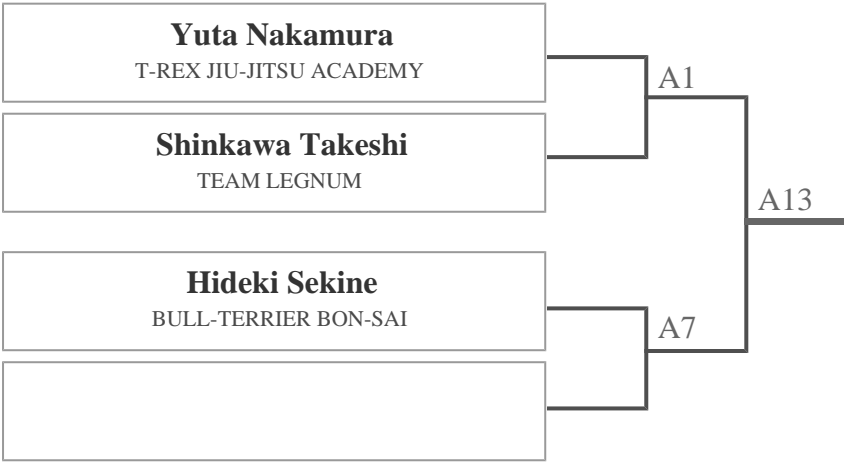 Yuta Nakamura
T-REX JIU-JITSU ACADEMY
A1
Shinkawa Takeshi
TEAM LEGNUM
A13
Hideki Sekine
BULL-TERRIER BON-SAI
A7